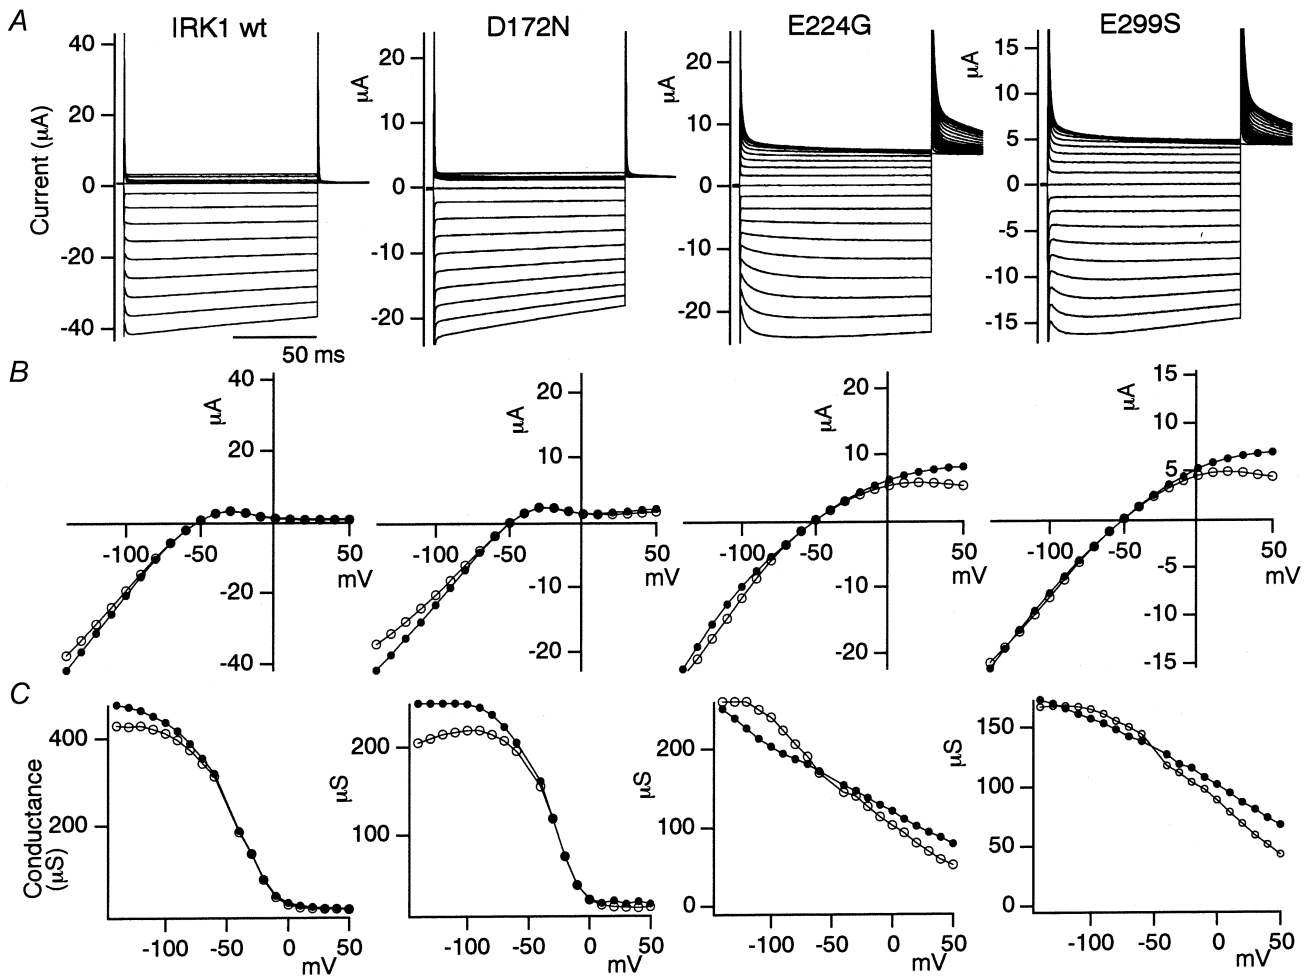 A
IRK1 wt
D172N
E224G
E299S
Current (μA)
40
20
0
-20
-40
50 ms
μA
20
10
0
-10
-20
μA
20
10
0
-10
-20
μA
15
10
5
0
-5
-10
-15
B
μA
40
20
-20
-40
-100
-50
50
mV
μA
20
10
-10
-20
-100
-50
50
mV
μA
20
10
-10
-20
-100
-50
50
mV
μA
15
10
5
-5
-10
-15
-100
-50
50
mV
C
Conductance
(μS)
400
200
-100
-50
0
50
mV
μS
200
100
-100
-50
0
50
mV
μS
200
100
0
-100
-50
0
50
mV
μS
150
100
50
0
-100
-50
0
50
mV